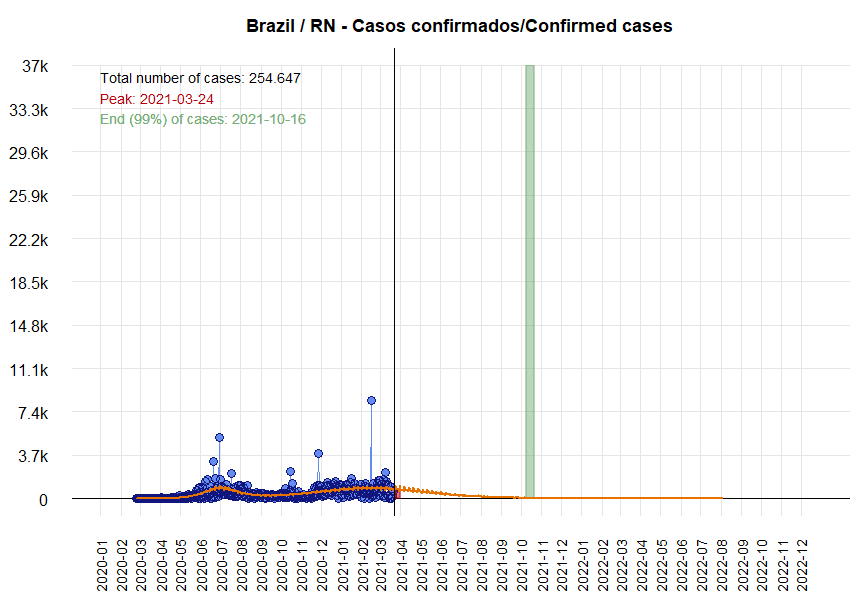 Brazil / RN - Casos confirmados/Confirmed cases
37k
33.3k
29.6k
25.9k
22.2k
18.5k
14.8k
11.1k
7.4k
3.7k
0
Total number of cases: 254.647
Peak: 2021-03-24
End (99%) of cases: 2021-10-16
2020-01
2020-02
2020-03
2020-04
2020-05
2020-06
2020-07
2020-08
2020-09
2020-10
2020-11
2020-12
2021-01
2021-02
2021-03
2021-04
2021-05
2021-06
2021-07
2021-08
2021-09
2021-10
2021-11
2021-12
2022-01
2022-02
2022-03
2022-04
2022-05
2022-06
2022-07
2022-08
2022-09
2022-10
2022-11
2022-12